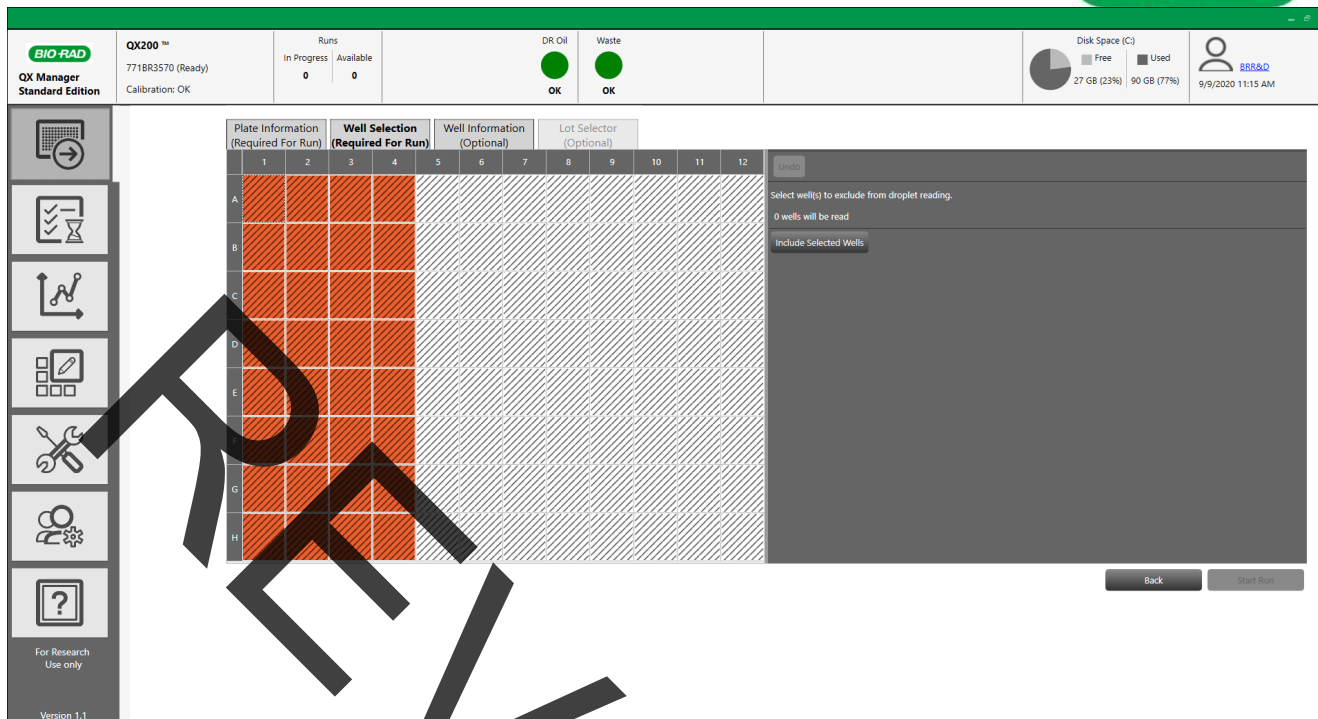 BIO-RAD
QX Manager
Standard Edition
QX200 ™
771BR3570 (Ready)
Calibration: OK
Runs
In Progress
Available
0
0
DR Oil
Waste
OK
OK
Disk Space (C:)
Free
Used
27 GB (23%)
90 GB (77%)
BRR&D
9/9/2020 11:15 AM
Plate Information
(Required For Run)
Well Selection
(Required For Run)
Well Information
(Optional)
Lot Selector
(Optional)
1 2 3 4 5 6 7 8 9 10 11 12
A
B
C
D
E
F
G
H
Undo
Select well(s) to exclude from droplet reading.
0 wells will be read
Include Selected Wells
Back
Start Run
?
For Research
Use only
Version 1.1